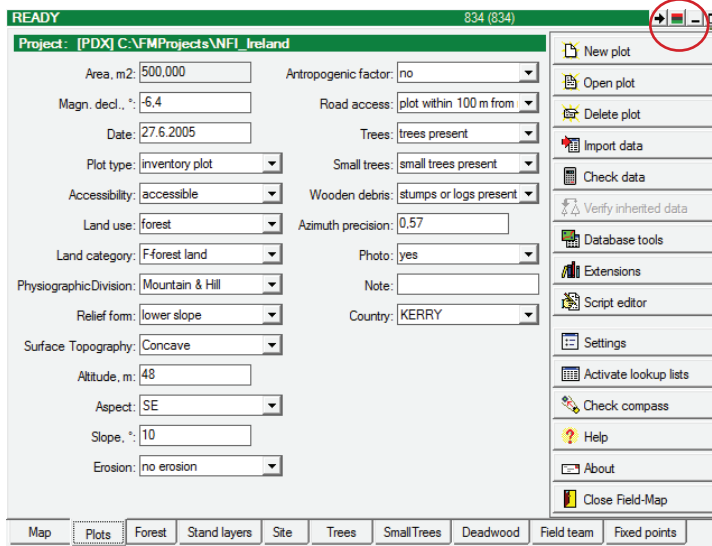 READY 834 (834)
Project: [PDX] C:\FMProjects\NFI_Ireland
Area, m2: 500,000
Magn. decl., °: -6,4
Date: 27.6.2005
Plot type: inventory plot
Accessibility: accessible
Land use: forest
Land category: F-forest land
PhysiographicDivision: Mountain & Hill
Relief form: lower slope
Surface Topography: Concave
Altitude, m: 48
Aspect: SE
Slope, °: 10
Erosion: no erosion
Antropogenic factor: no
Road access: plot within 100 m from
Trees: trees present
Small trees: small trees present
Wooden debris: stumps or logs present
Azimuth precision: 0,57
Photo: yes
Note:
Country: KERRY
New plot
Open plot
Delete plot
Import data
Check data
Verify inherited data
Database tools
Extensions
Script editor
Settings
Activate lookup lists
Check compass
Help
About
Close Field-Map
Map Plots Forest Stand layers Site Trees SmallTrees Deadwood Field team Fixed points